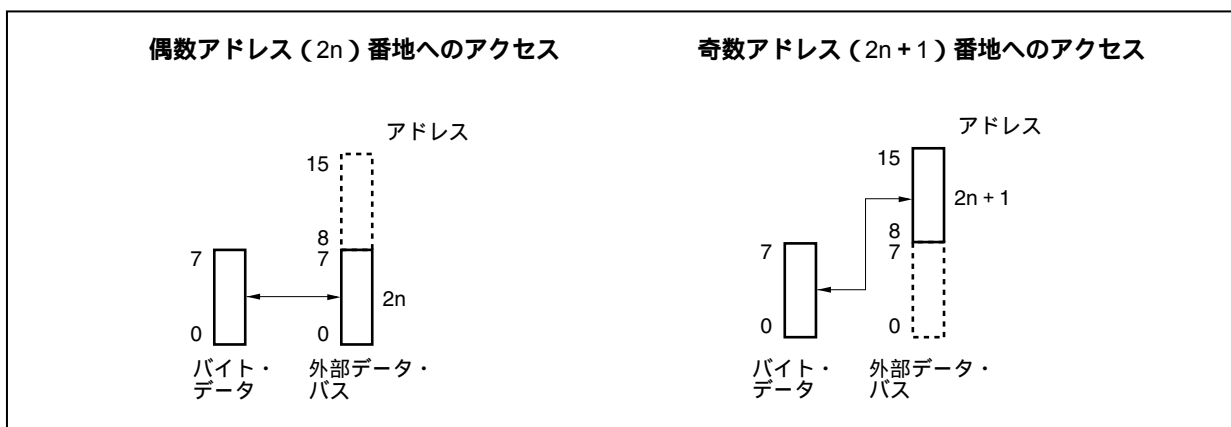 偶数アドレス（2n）番地へのアクセス
アドレス
15
8
7
7
2n
0
0
バイト・
データ
外部データ・
バス
奇数アドレス（2n + 1）番地へのアクセス
アドレス
15
2n + 1
8
7
7
0
0
バイト・
データ
外部データ・
バス